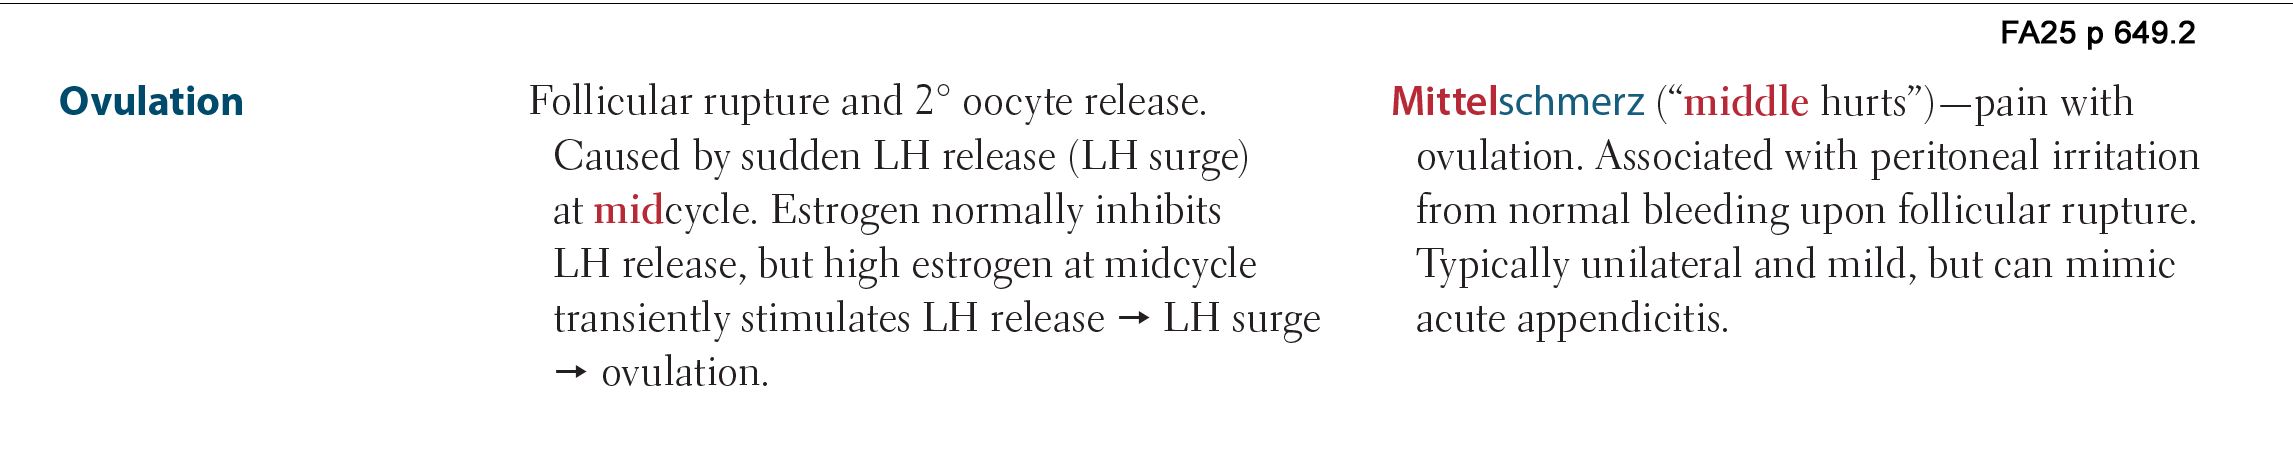 FA25 p 649.2
Ovulation
Follicular rupture and 2° oocyte release.
Caused by sudden LH release (LH surge)
at midcycle. Estrogen normally inhibits
LH release, but high estrogen at midcycle
transiently stimulates LH release → LH surge
→ ovulation.
Mittelschmerz (“middle hurts”)—pain with
ovulation. Associated with peritoneal irritation
from normal bleeding upon follicular rupture.
Typically unilateral and mild, but can mimic
acute appendicitis.